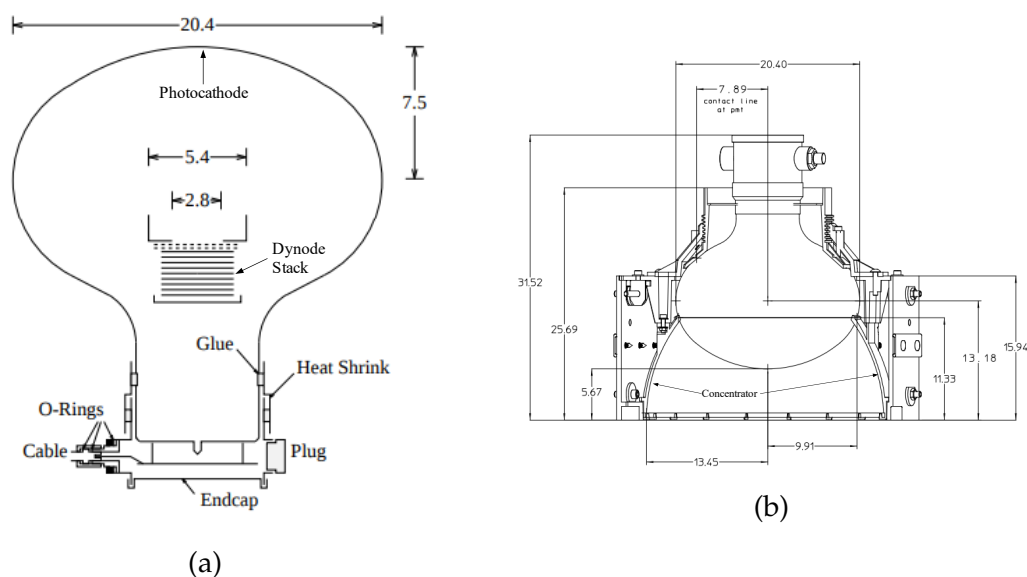 20.4
Photocathode
7.5
5.4
2.8
Dynode
Stack
Glue
Heat Shrink
O-Rings
Cable
Plug
Endcap
(a)
20.40
7.89
contact line
at pmt
31.52
25.69
5.67
Concentrator
11.33
13.18
15.94
9.91
13.45
(b)